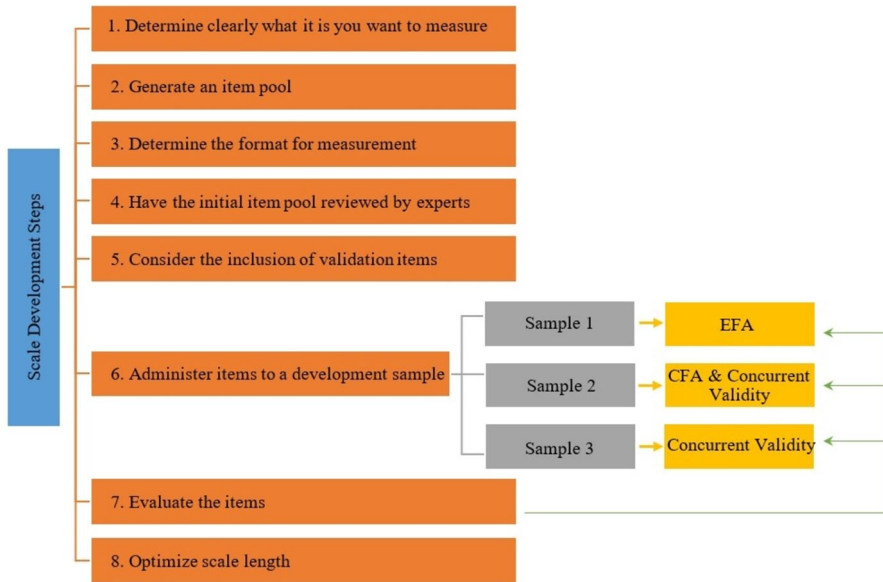 Scale Development Steps
1. Determine clearly what it is you want to measure
2. Generate an item pool
3. Determine the format for measurement
4. Have the initial item pool reviewed by experts
5. Consider the inclusion of validation items
6. Administer items to a development sample
Sample 1
EFA
Sample 2
CFA & Concurrent
Validity
Sample 3
Concurrent Validity
7. Evaluate the items
8. Optimize scale length